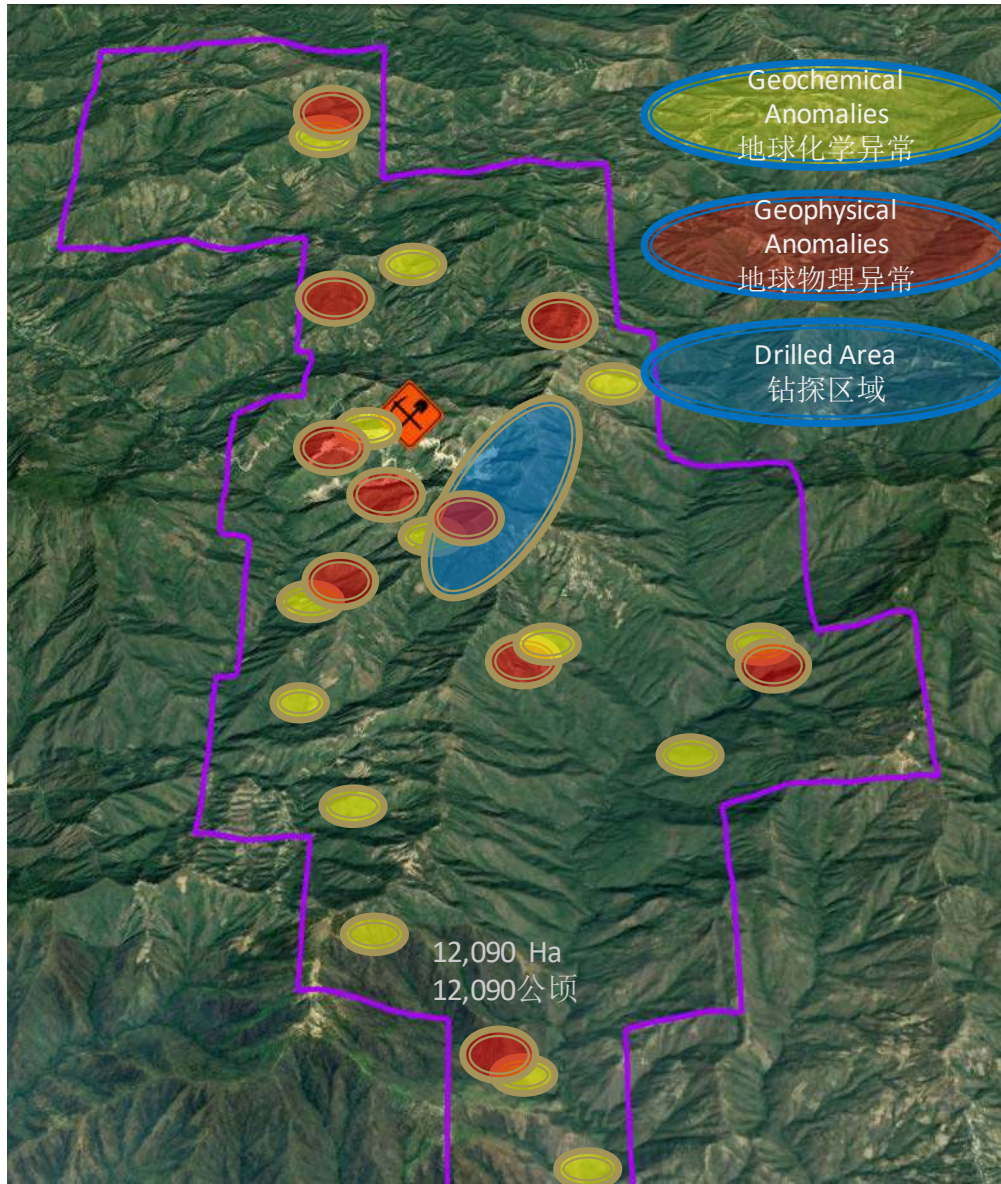 Geochemical
Anomalies
地球化学异常
Geophysical
Anomalies
地球物理异常
Drilled Area
钻探区域
12,090 Ha
12,090公顷